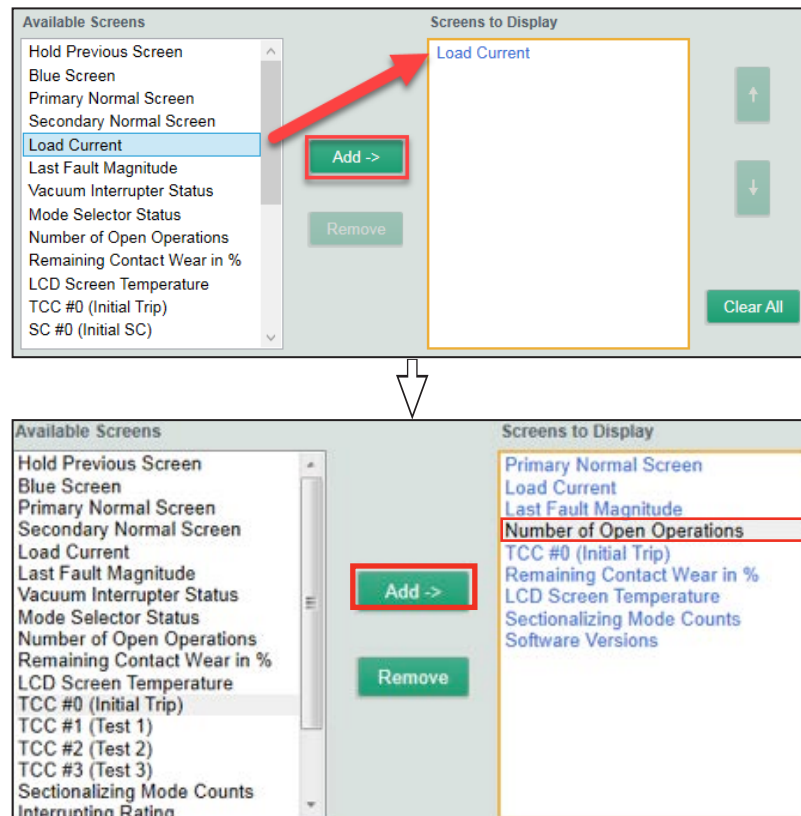 Available Screens
Screens to Display
Hold Previous Screen
Blue Screen
Primary Normal Screen
Secondary Normal Screen
Load Current
Last Fault Magnitude
Vacuum Interrupter Status
Mode Selector Status
Number of Open Operations
Remaining Contact Wear in %
LCD Screen Temperature
TCC #0 (Initial Trip)
SC #0 (Initial SC)
Add ->
Remove
Load Current
Clear All
Available Screens
Screens to Display
Hold Previous Screen
Blue Screen
Primary Normal Screen
Secondary Normal Screen
Load Current
Last Fault Magnitude
Vacuum Interrupter Status
Mode Selector Status
Number of Open Operations
Remaining Contact Wear in %
LCD Screen Temperature
TCC #0 (Initial Trip)
TCC #1 (Test 1)
TCC #2 (Test 2)
TCC #3 (Test 3)
Sectionalizing Mode Counts
Interrupting Rating
Add ->
Remove
Primary Normal Screen
Load Current
Last Fault Magnitude
Number of Open Operations
TCC #0 (Initial Trip)
Remaining Contact Wear in %
LCD Screen Temperature
Sectionalizing Mode Counts
Software Versions